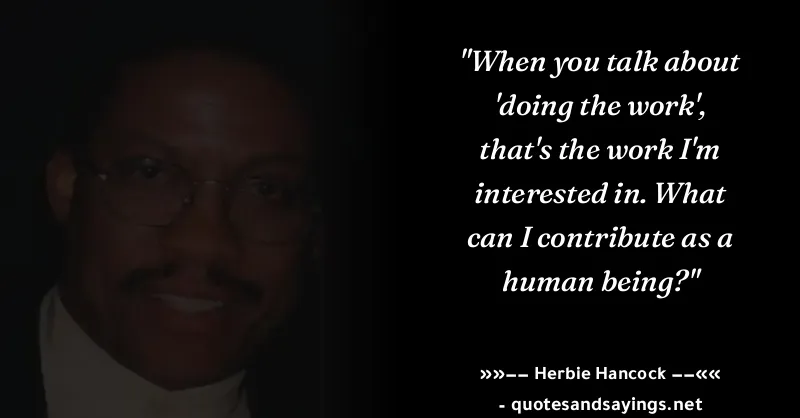 "When you talk about
'doing the work',
that's the work I'm
interested in. What
can I contribute as a
human being?"
»»–– Herbie Hancock ––««
- quotesandsayings.net